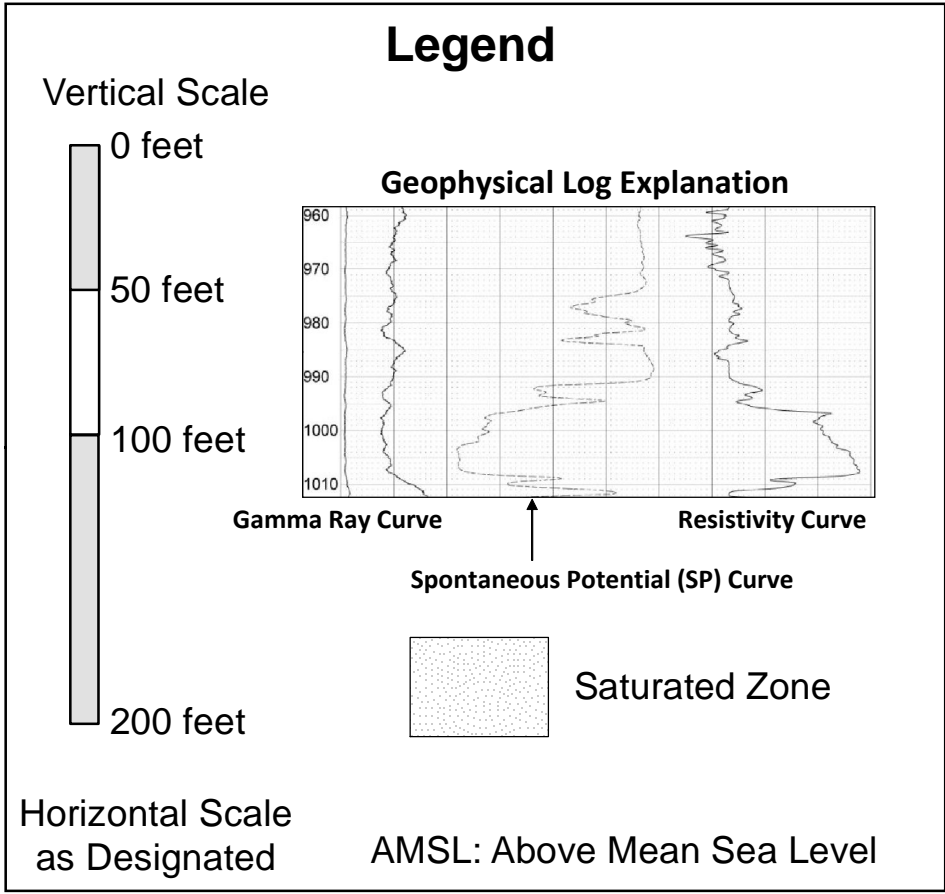 Legend
Vertical Scale
0 feet
50 feet
100 feet
200 feet
Geophysical Log Explanation
960
970
980
990
1000
1010
Gamma Ray Curve
Resistivity Curve
Spontaneous Potential (SP) Curve
Saturated Zone
Horizontal Scale
as Designated
AMSL: Above Mean Sea Level